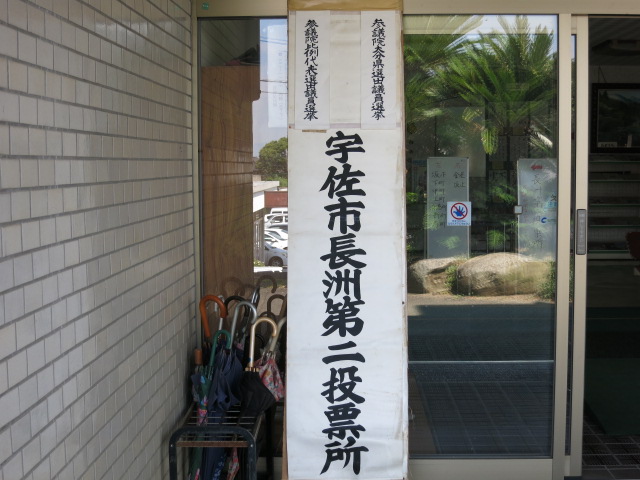 参議院大分県選出議員選挙
参議院比例代表選出議員選挙
宇佐市長洲第二投票所